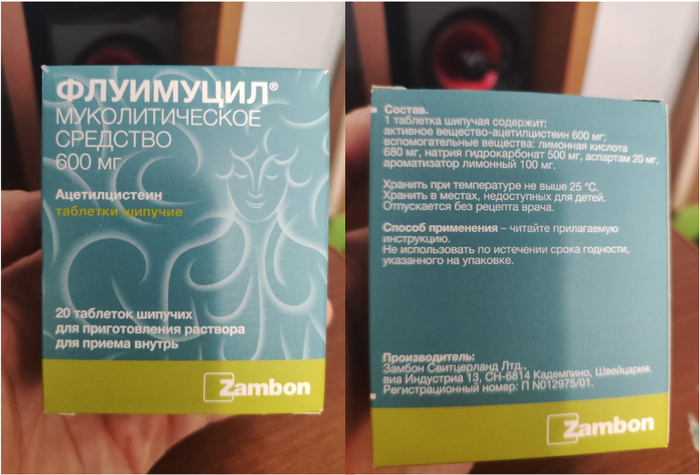 ФЛУИМУЦИЛ®
МУКОЛИТИЧЕСКОЕ
СРЕДСТВО
600 мг
Ацетилцистеин
таблетки шипучие
20 таблеток шипучих
для приготовления раствора
для приема внутрь
Zambon
Состав.
1 таблетка шипучая содержит:
активное вещество-ацетилцистеин 600 мг;
вспомогательные вещества: лимонная кислота
680 мг, натрия гидрокарбонат 500 мг, аспартам 20 мг,
ароматизатор лимонный 100 мг.
Хранить при температуре не выше 25 °C.
Хранить в местах, недоступных для детей.
Отпускается без рецепта врача.
Способ применения – читайте прилагаемую
инструкцию.
Не использовать по истечении срока годности,
указанного на упаковке.
Производитель:
Замбон Свитцерланд Лтд.,
виа Индустриа 13, CH-6814 Кадемпино, Швейцария.
Регистрационный номер: П N012975/01.
Zambon